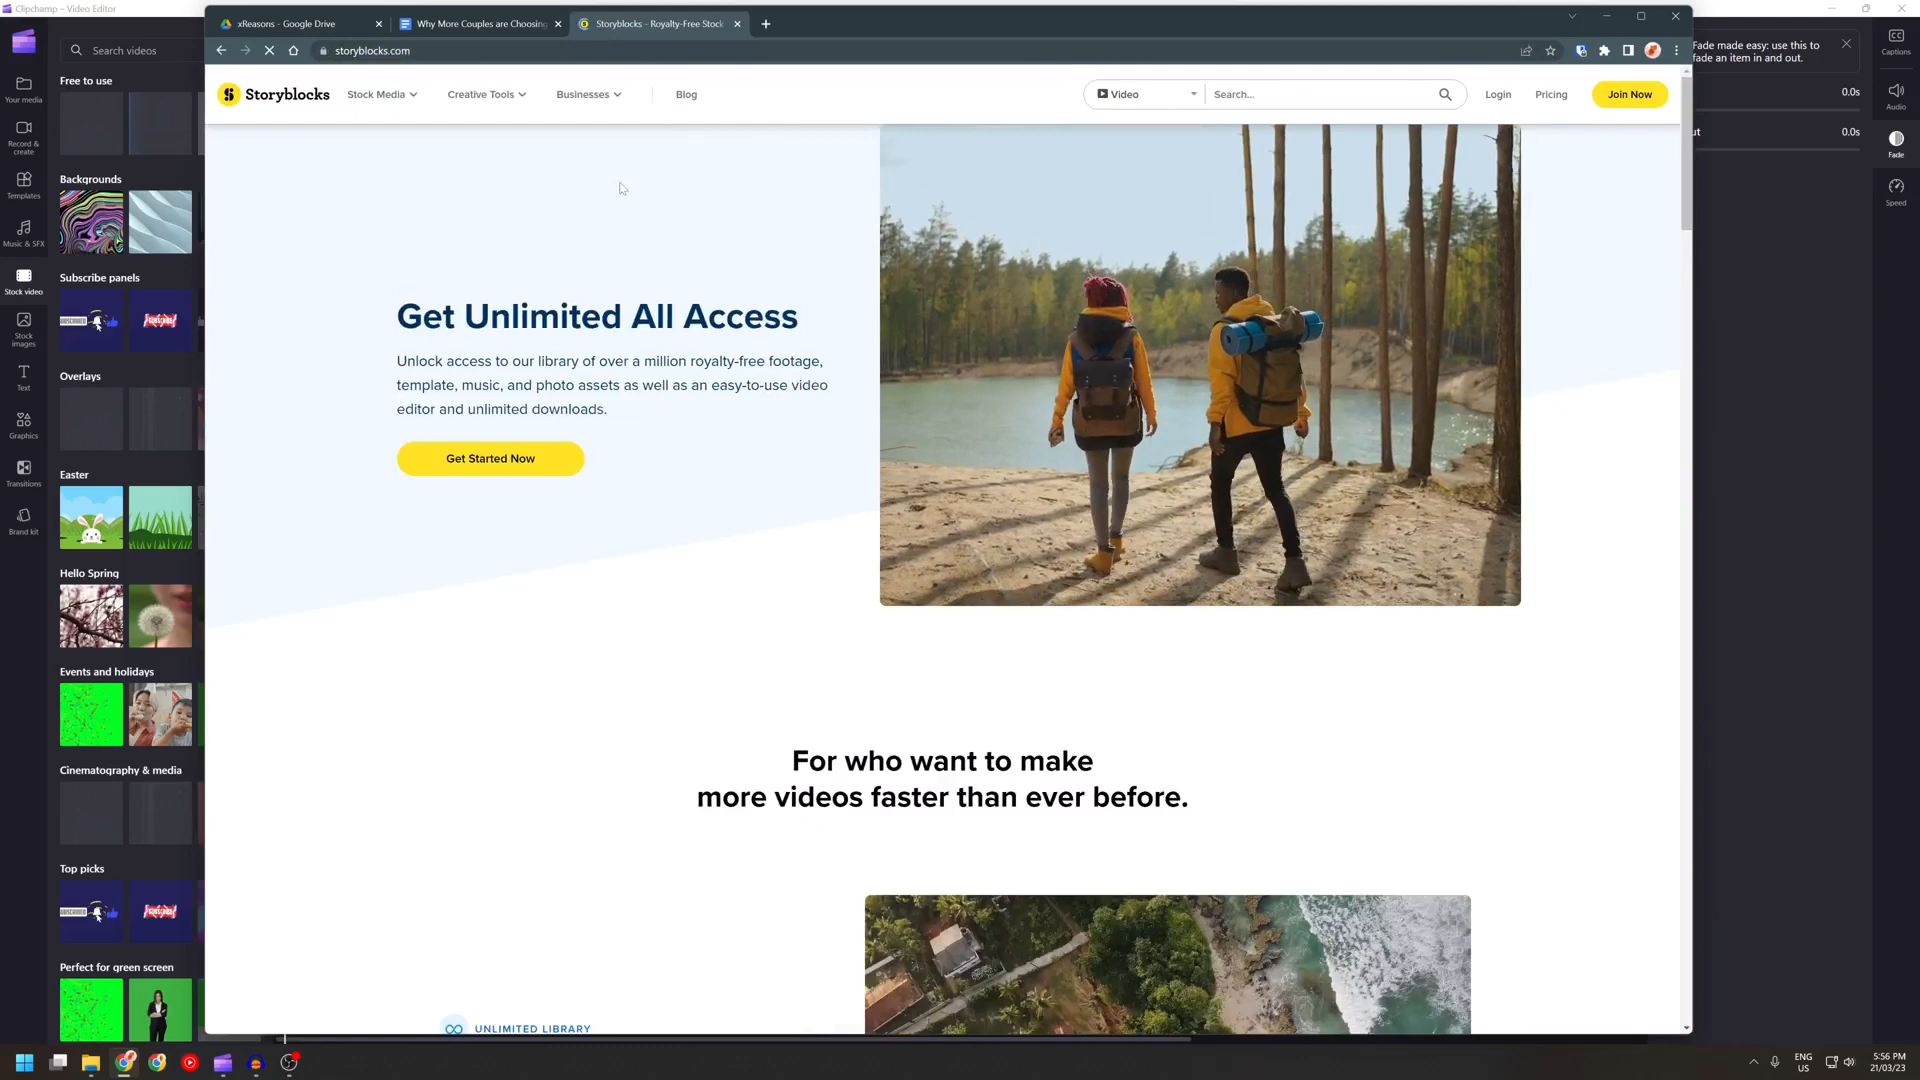 Clipchamp – Video Editor
xReasons - Google Drive
Why More Couples are Choosing
Storyblocks - Royalty-Free Stock
storyblocks.com
Search videos
Free to use
Backgrounds
Subscribe panels
SUBSCRIBE
Overlays
Easter
Hello Spring
Events and holidays
Cinematography & media
Top picks
SUBSCRIBE
Perfect for green screen
Your media
Record &
create
Templates
Music & SFX
Stock video
Stock
images
Text
Graphics
Transitions
Brand kit
Storyblocks
Stock Media
Creative Tools
Businesses
Blog
Video
Search...
Login
Pricing
Join Now
Get Unlimited All Access
Unlock access to our library of over a million royalty-free footage,
template, music, and photo assets as well as an easy-to-use video
editor and unlimited downloads.
Get Started Now
For who want to make
more videos faster than ever before.
UNLIMITED LIBRARY
Fade made easy: use this to
fade an item in and out.
0.0s
ut
0.0s
CC
Captions
Audio
Fade
Speed
ENG
US
5:56 PM
21/03/23